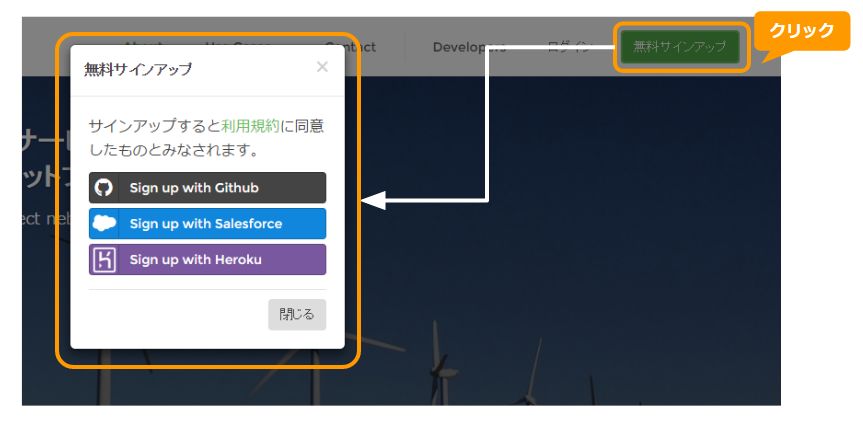 クリック
About Use Cases Contact Developers ログイン 無料サインアップ
無料サインアップ
×
サインアップすると利用規約に同意
したものとみなされます。
Sign up with Github
Sign up with Salesforce
Sign up with Heroku
閉じる
サー
ット
ect